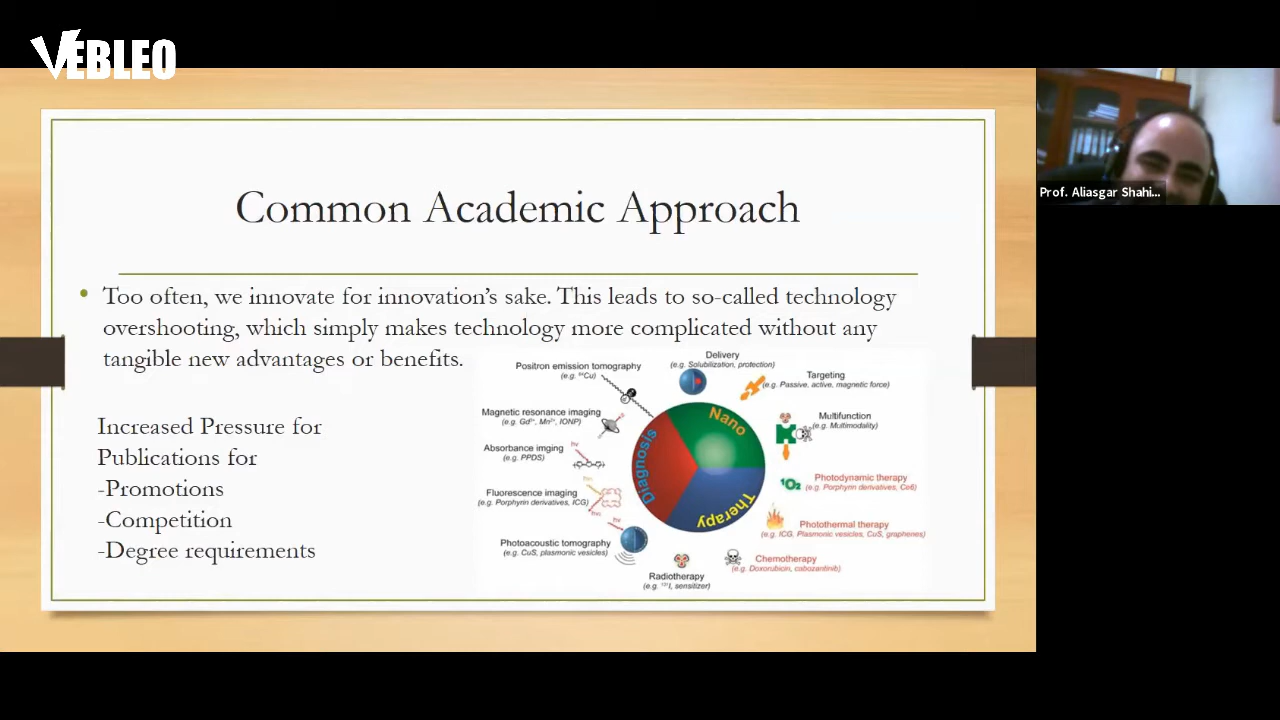 VEBLEO
Prof. Aliasgar Shahi...
Common Academic Approach
• Too often, we innovate for innovation's sake. This leads to so-called technology
overshooting, which simply makes technology more complicated without any
tangible new advantages or benefits.
Increased Pressure for
Publications for
-Promotions
-Competition
-Degree requirements
Delivery
(e.g. Solubilization, protection)
Positron emission tomography
(e.g. ⁶⁴Cu)
Targeting
(e.g. Passive, active, magnetic force)
Magnetic resonance imaging
(e.g. Gd³⁺, Mn²⁺, IONP)
Multifunction
(e.g. Multimodality)
Absorbance imging
(e.g. PPDS)
hv
Photodynamic therapy
(e.g. Porphyrin derivatives, Ce6)
¹O₂
Fluorescence imaging
(e.g. Porphyrin derivatives, ICG)
Photothermal therapy
(e.g. ICG, Plasmonic vesicles, CuS, graphenes)
hv
Photoacoustic tomography
(e.g. CuS, plasmonic vesicles)
Chemotherapy
(e.g. Doxorubicin, cabozantinib)
Radiotherapy
(e.g. ¹³¹I, sensitizer)
Nano
Diagnosis
Therapy